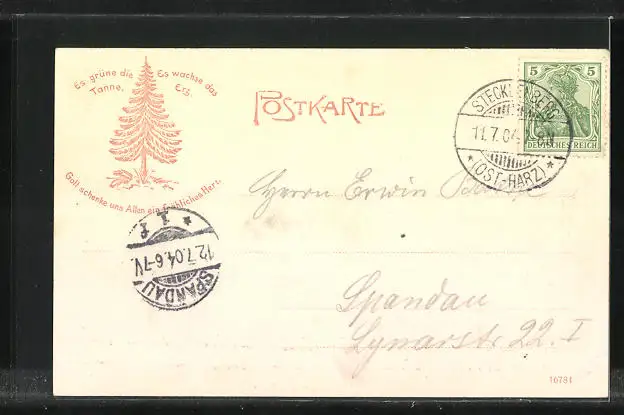 Es grüne die Tanne,
Es wachse das Erz,
Gott schenke uns Allen ein fröhliches Herz.
POSTKARTE
5 5
DEUTSCHES REICH
STECKLENBERG
11.7.04 N
* (OST-HARZ) *
Herrn Erwin
Spandau
Lynarstr 22. I
* 1 f
12.7.04.6-7V.
SPANDAU
16781